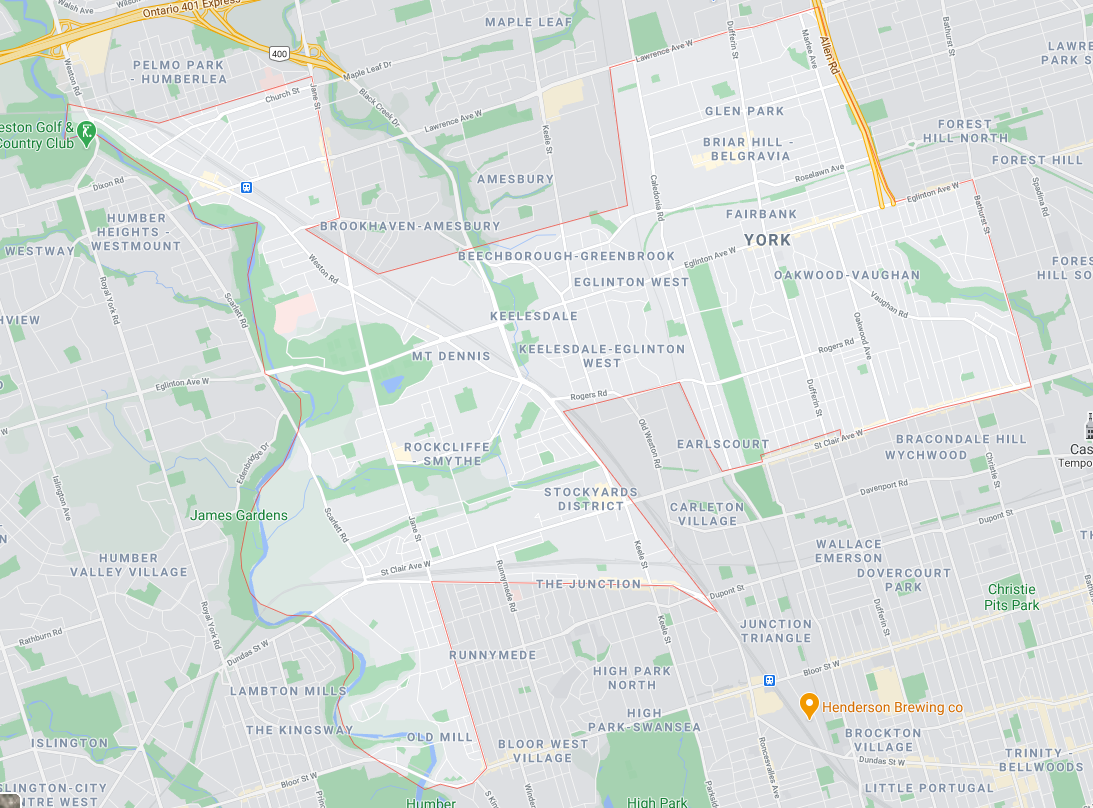 Ontario 401 Express
MAPLE LEAF
400
Lawrence Ave W
Dufferin St
Marlee Ave
Allen Rd
Bathurst St
LAWRE
PARK S
PELMO PARK
- HUMBERLEA
Weston Rd
Maple Leaf Dr
Church St
Jane St
Black Creek Dr
Lawrence Ave W
Keele St
GLEN PARK
FOREST
HILL NORTH
eston Golf &
Country Club
BRIAR HILL -
BELGRAVIA
FOREST HILL
Dixon Rd
AMESBURY
Roselawn Ave
Caledonia Rd
Eglinton Ave W
Spadina Rd
Bathurst St
HUMBER
HEIGHTS -
WESTMOUNT
WESTWAY
BROOKHAVEN-AMESBURY
FAIRBANK
YORK
BEECHBOROUGH-GREENBROOK
Eglinton Ave W
Weston Rd
EGLINTON WEST
OAKWOOD-VAUGHAN
FORES
HILL SO
Royal York Rd
Scarlett Rd
Vaughan Rd
HVIEW
KEELESDALE
Oakwood Ave
MT DENNIS
KEELESDALE-EGLINTON
WEST
Rogers Rd
Eglinton Ave W
Rogers Rd
Dufferin St
Old Weston Rd
EARLSCOURT
St Clair Ave W
BRACONDALE HILL
WYCHWOOD
Cas
Tempo
ROCKCLIFFE
- SMYTHE
Edenbridge Dr
Christie St
Islington Ave
STOCKYARDS
DISTRICT
Davenport Rd
CARLETON
VILLAGE
James Gardens
Scarlett Rd
Jane St
Dupont St
Keele St
WALLACE
EMERSON
HUMBER
VALLEY VILLAGE
St Clair Ave W
Runnymede Rd
THE JUNCTION
Dupont St
DOVERCOURT
PARK
Christie
Pits Park
Royal York Rd
Dufferin St
Keele St
JUNCTION
TRIANGLE
Rathburn Rd
Dundas St W
RUNNYMEDE
Bloor St W
HIGH PARK
NORTH
LAMBTON MILLS
Henderson Brewing co
HIGH
PARK-SWANSEA
THE KINGSWAY
OLD MILL
BLOOR WEST
VILLAGE
ISLINGTON
BROCKTON
VILLAGE
Roncesvalles Ave
Dundas St W
TRINITY -
BELLWOODS
Bloor St W
SLINGTON-CITY
NTRE WEST
LITTLE PORTUGAL
Humber
High Park